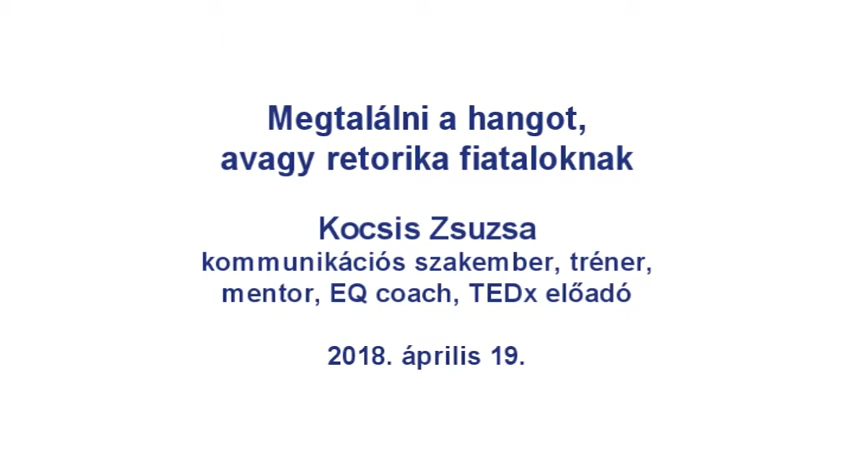 Megtalálni a hangot,
avagy retorika fiataloknak
Kocsis Zsuzsa
kommunikációs szakember, tréner,
mentor, EQ coach, TEDx előadó
2018. április 19.